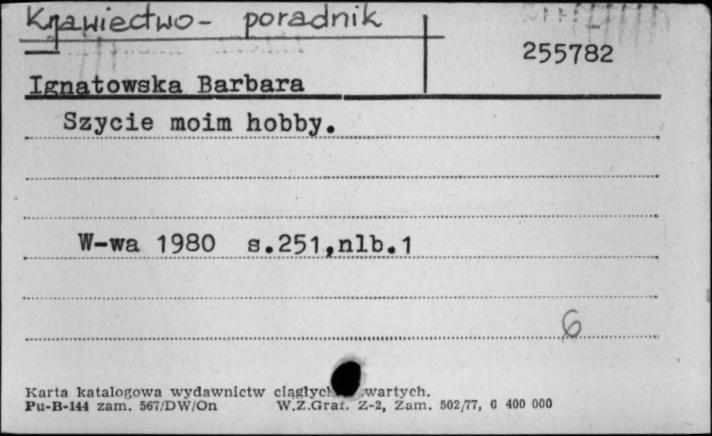 Krawiectwo - poradnik
255782
Ignatowska Barbara
Szycie moim hobby.
W-wa 1980 s.251,nlb.1
6
Karta katalogowa wydawnictw wartych.
Pu-B-144 zam. 567/DW/On W.Z.Graf. Z-2, Zam. 502/77, 6 400 000